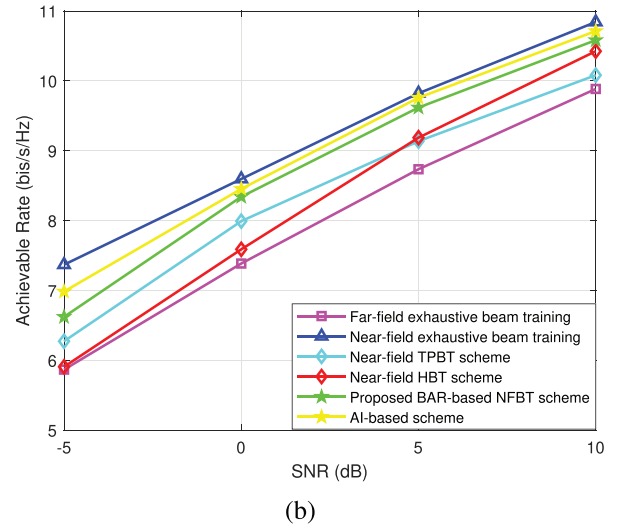 11
10
9
8
7
6
5
-5
0
5
10
Achievable Rate (bis/s/Hz)
SNR (dB)
Far-field exhaustive beam training
Near-field exhaustive beam training
Near-field TPBT scheme
Near-field HBT scheme
Proposed BAR-based NFBT scheme
AI-based scheme
(b)